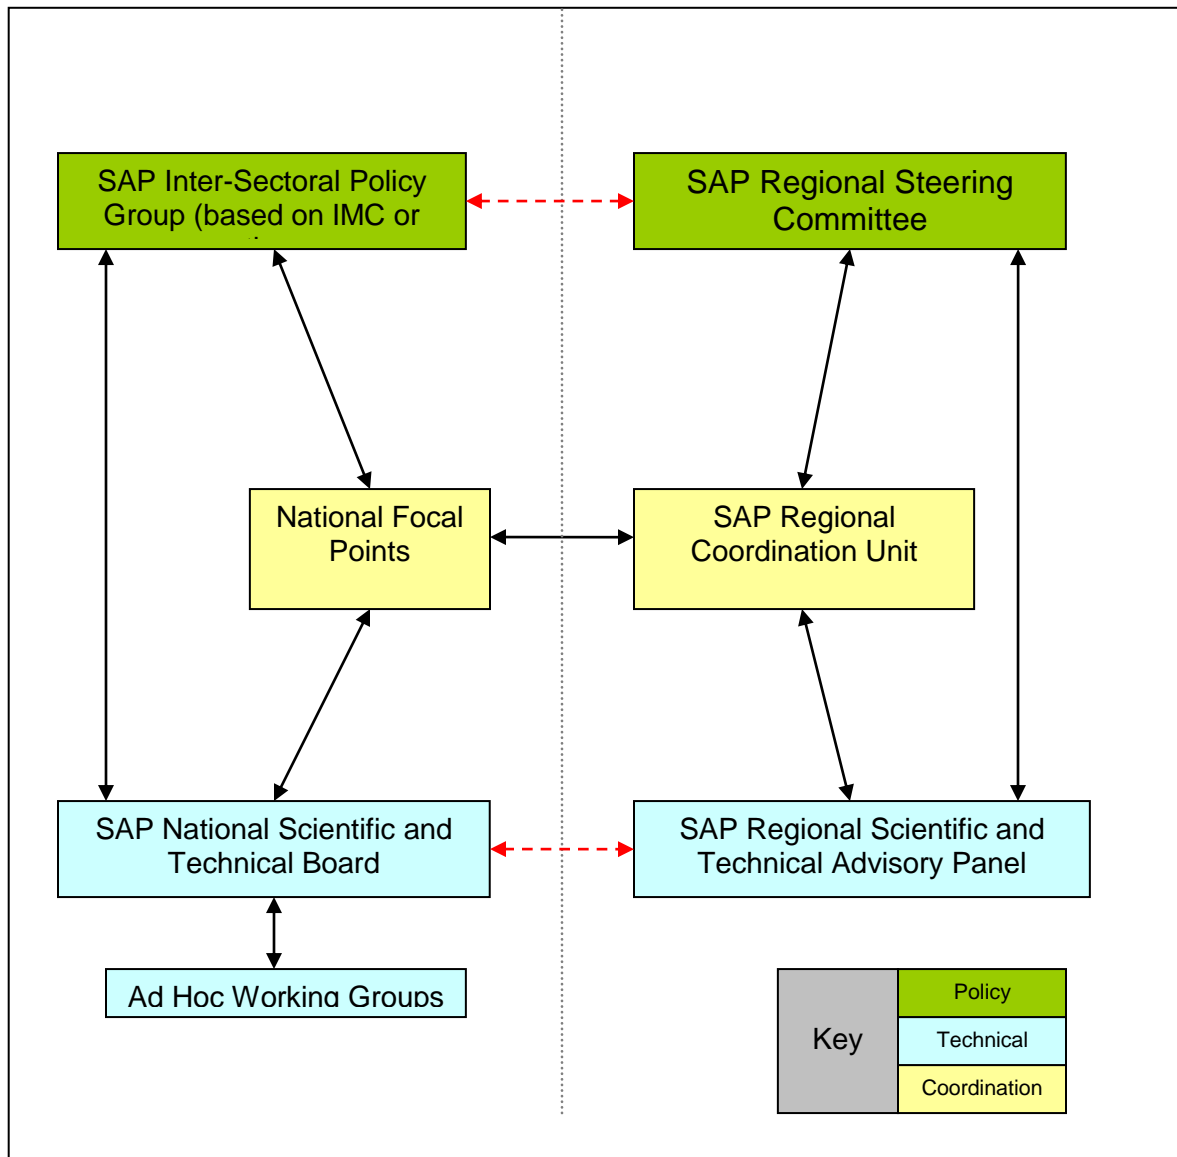 SAP Inter-Sectoral Policy
Group (based on IMC or
SAP Regional Steering
Committee
National Focal
Points
SAP Regional
Coordination Unit
SAP National Scientific and
Technical Board
SAP Regional Scientific and
Technical Advisory Panel
Ad Hoc Working Groups
Key
Policy
Technical
Coordination